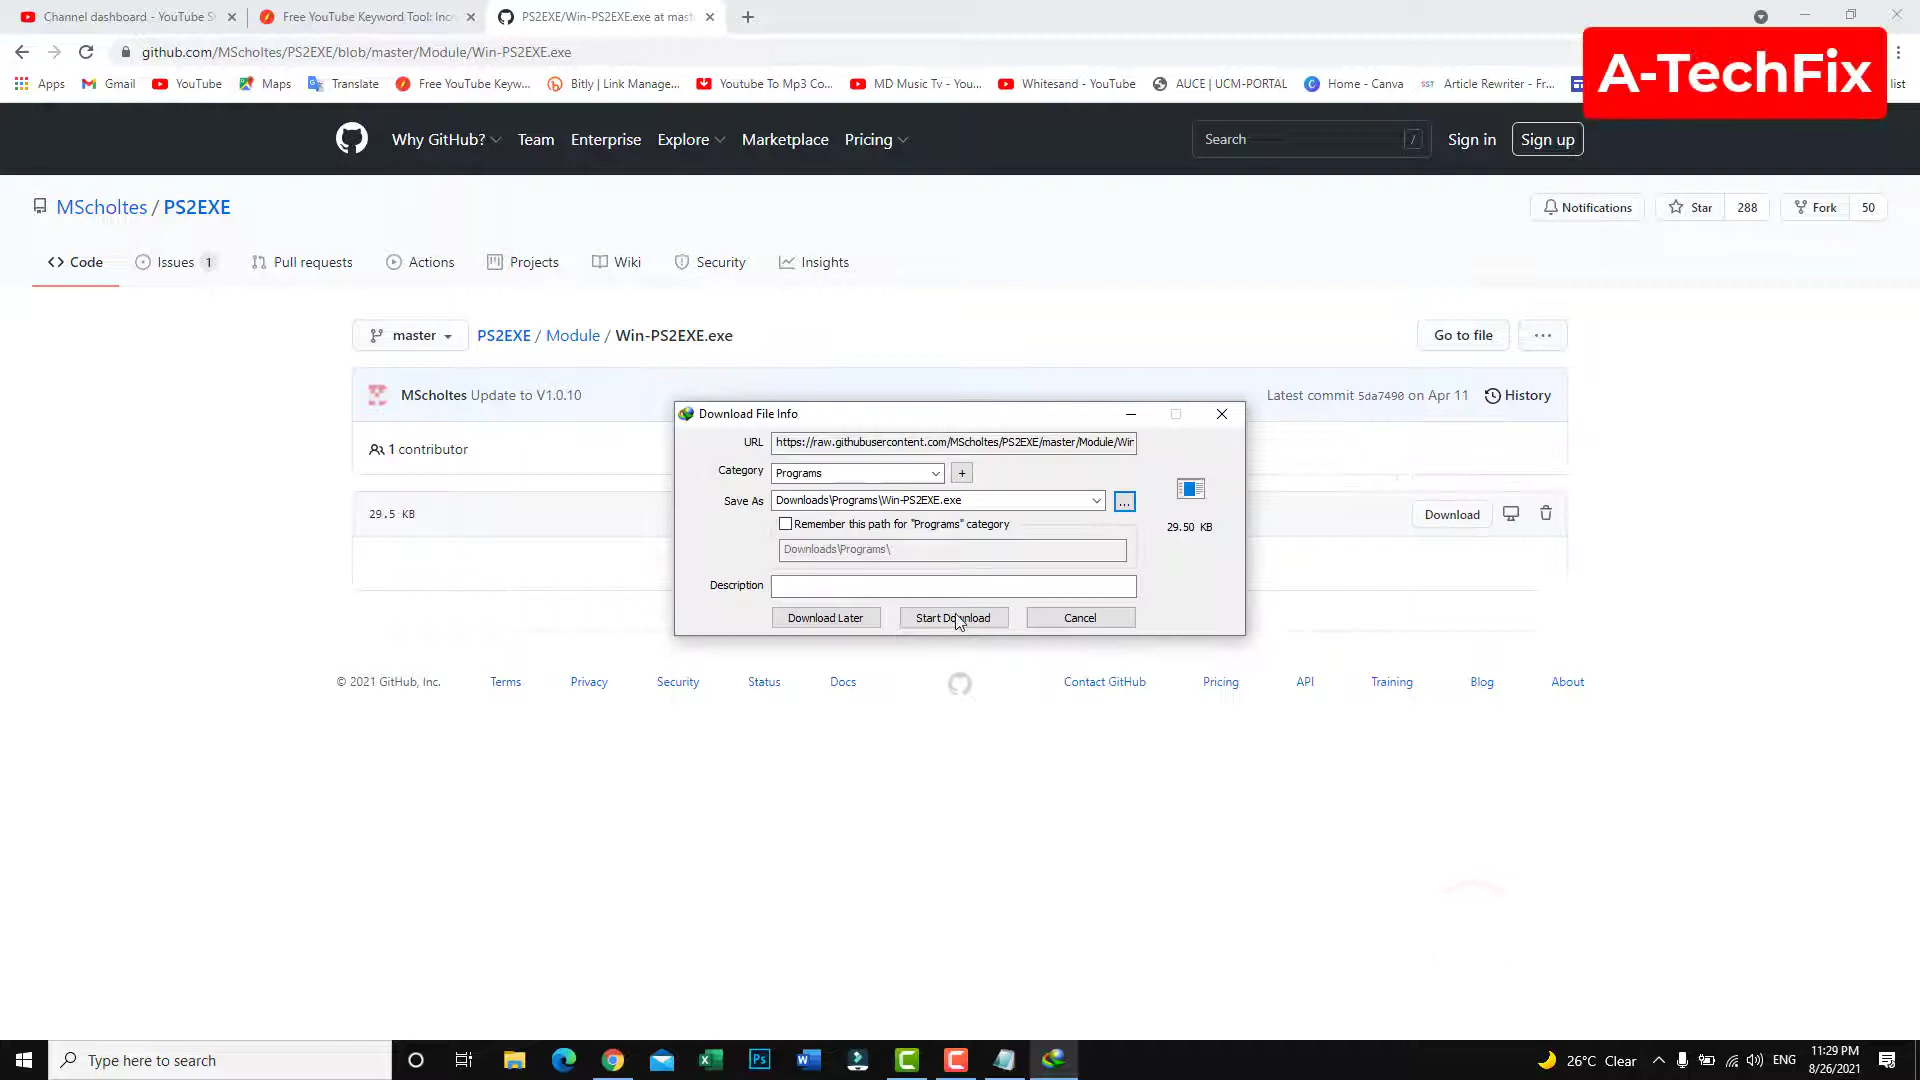 Channel dashboard - YouTube S
Free YouTube Keyword Tool: Inc
PS2EXE/Win-PS2EXE.exe at mast
github.com/MScholtes/PS2EXE/blob/master/Module/Win-PS2EXE.exe
A-TechFix
Apps
Gmail
YouTube
Maps
Translate
Free YouTube Keyw...
Bitly | Link Manage...
Youtube To Mp3 Co...
MD Music Tv - You...
Whitesand - YouTube
AUCE | UCM-PORTAL
Home - Canva
SST
Article Rewriter - Fr...
list
Why GitHub?
Team
Enterprise
Explore
Marketplace
Pricing
Search
/
Sign in
Sign up
MScholtes / PS2EXE
Notifications
Star
288
Fork
50
<> Code
Issues 1
Pull requests
Actions
Projects
Wiki
Security
Insights
master
PS2EXE / Module / Win-PS2EXE.exe
Go to file
...
MScholtes Update to V1.0.10
Latest commit 5da7490 on Apr 11
History
1 contributor
29.5 KB
Download
Download File Info
URL
https://raw.githubusercontent.com/MScholtes/PS2EXE/master/Module/Wir
Category
Programs
+
Save As
Downloads\Programs\Win-PS2EXE.exe
...
29.50 KB
Remember this path for "Programs" category
Downloads\Programs\
Description
Download Later
Start Download
Cancel
© 2021 GitHub, Inc.
Terms
Privacy
Security
Status
Docs
Contact GitHub
Pricing
API
Training
Blog
About
Type here to search
Ps
26°C Clear
ENG
11:29 PM
8/26/2021